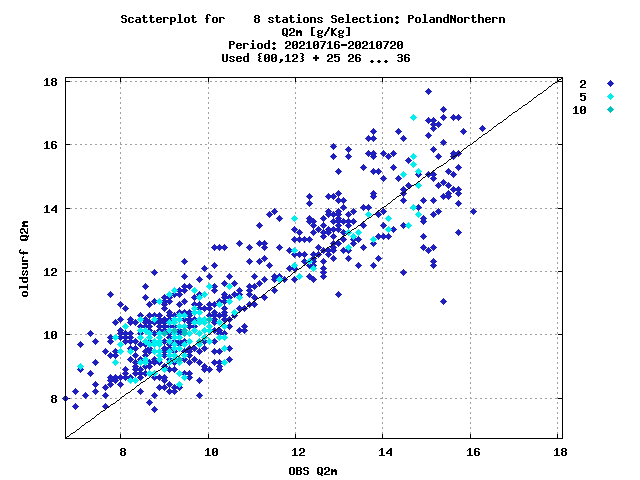 Scatterplot for    8 stations Selection: PolandNorthern
Q2m [g/Kg]
Period: 20210716-20210720
Used {00,12} + 25 26 ... 36
2
5
10
18
16
14
12
10
8
oldsurf Q2m
8 10 12 14 16 18
OBS Q2m